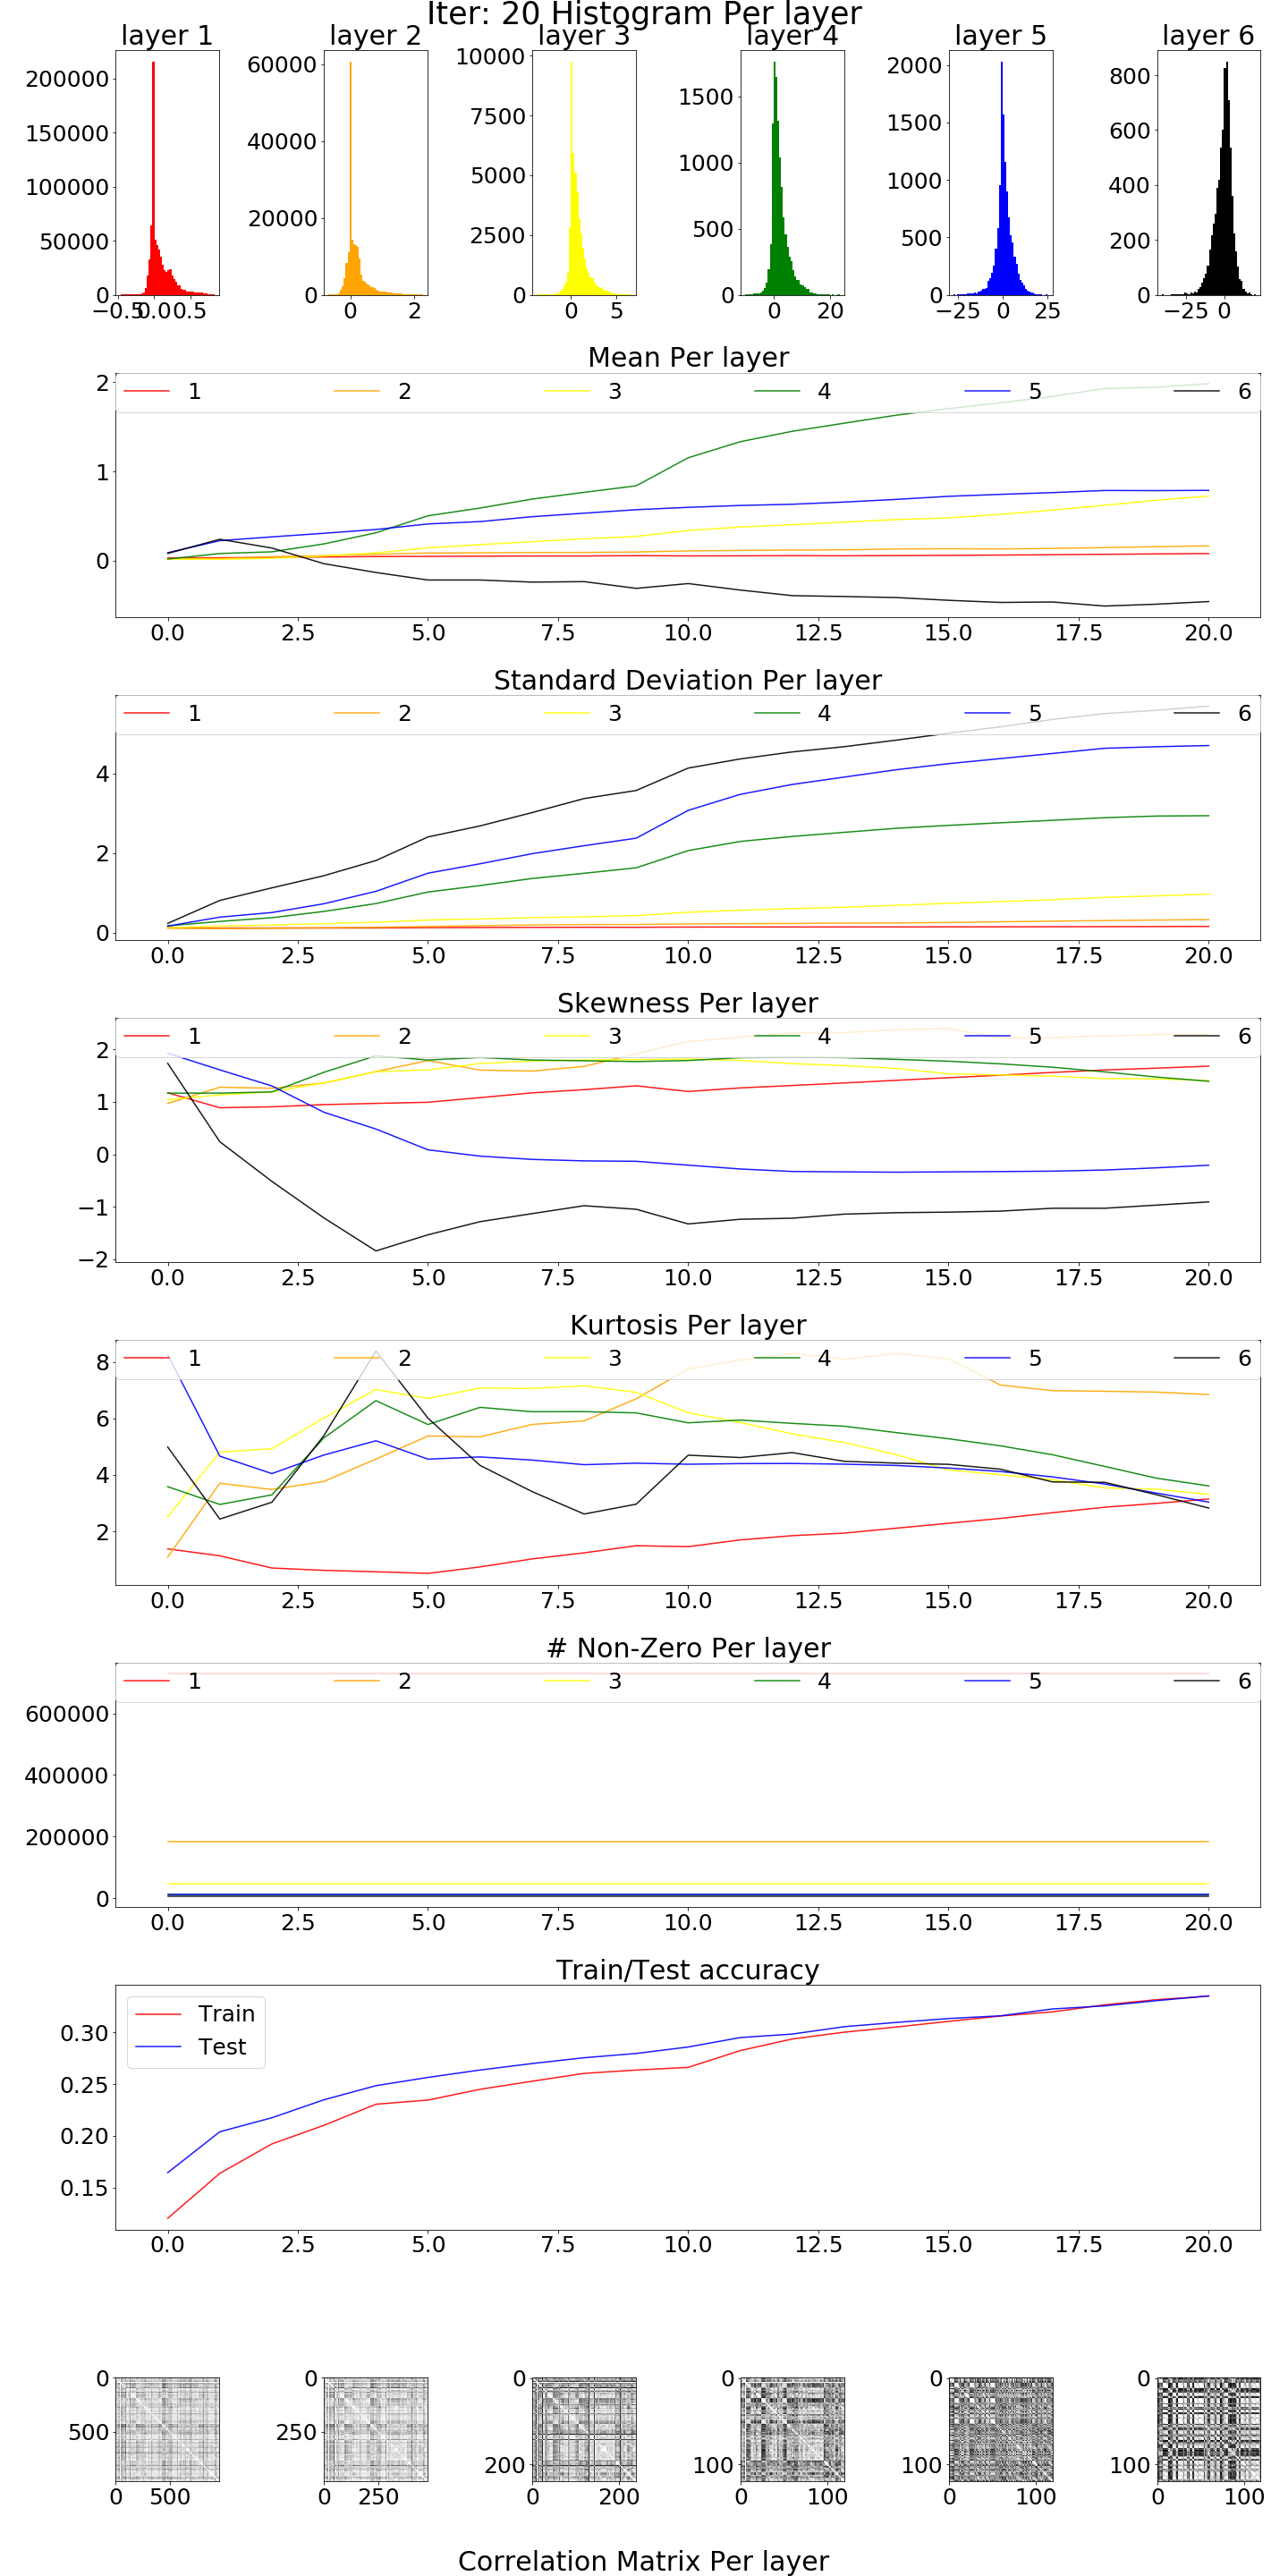 Iter: 20 Histogram Per layer
layer 1 layer 2 layer 3 layer 4 layer 5 layer 6
200000 60000 10000 1500 2000 800
150000 40000 7500 1000 1500 600
100000 20000 5000 500 1000 400
50000 0 2500 0 500 200
0 0 0 0
−0.5 0.0 0.5 0 2 0 5 0 20 −25 0 25 −25 0
Mean Per layer
1 2 3 4 5 6
2
1
0
0.0 2.5 5.0 7.5 10.0 12.5 15.0 17.5 20.0
Standard Deviation Per layer
1 2 3 4 5 6
4
2
0
0.0 2.5 5.0 7.5 10.0 12.5 15.0 17.5 20.0
Skewness Per layer
1 2 3 4 5 6
2
1
0
−1
−2
0.0 2.5 5.0 7.5 10.0 12.5 15.0 17.5 20.0
Kurtosis Per layer
1 2 3 4 5 6
8
6
4
2
0.0 2.5 5.0 7.5 10.0 12.5 15.0 17.5 20.0
# Non-Zero Per layer
1 2 3 4 5 6
600000
400000
200000
0
0.0 2.5 5.0 7.5 10.0 12.5 15.0 17.5 20.0
Train/Test accuracy
Train
Test
0.30
0.25
0.20
0.15
0.0 2.5 5.0 7.5 10.0 12.5 15.0 17.5 20.0
0 0 0 0 0 0
500 250 200 100 100 100
0 500 0 250 0 200 0 100 0 100 0 100
Correlation Matrix Per layer